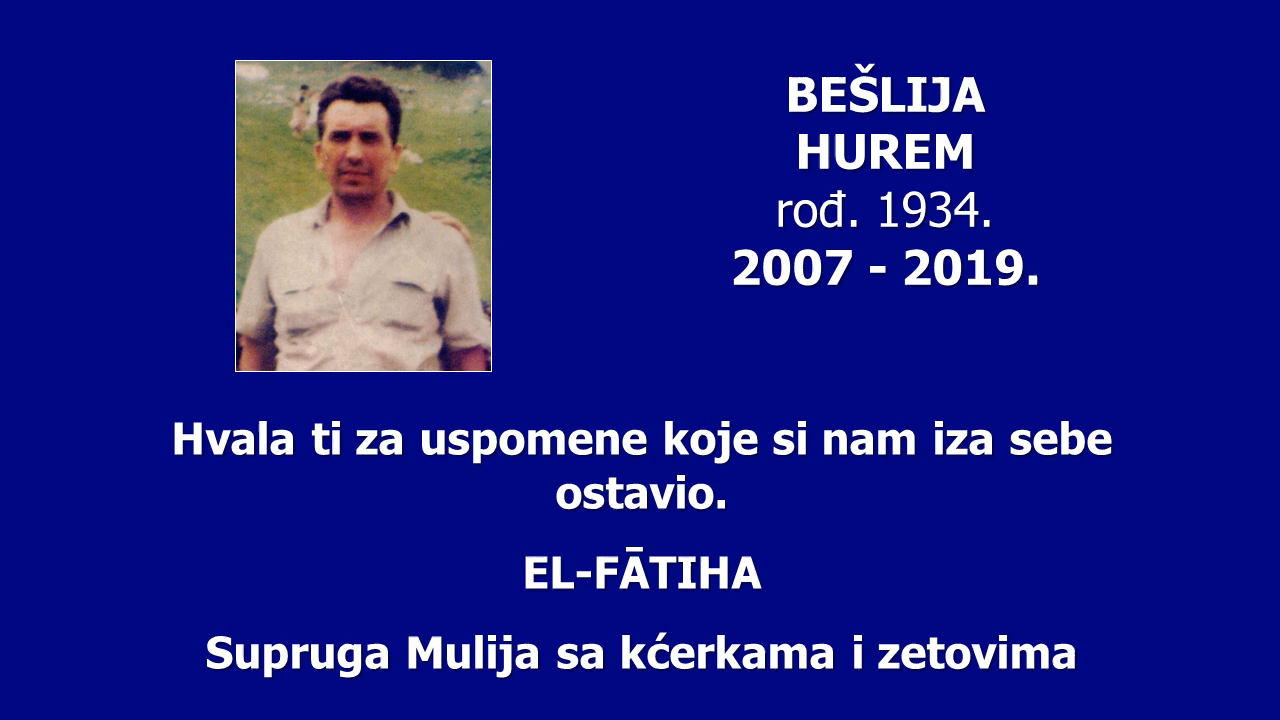 BEŠLIJA
HUREM
rođ. 1934.
2007 - 2019.
Hvala ti za uspomene koje si nam iza sebe
ostavio.
EL-FĀTIHA
Supruga Mulija sa kćerkama i zetovima